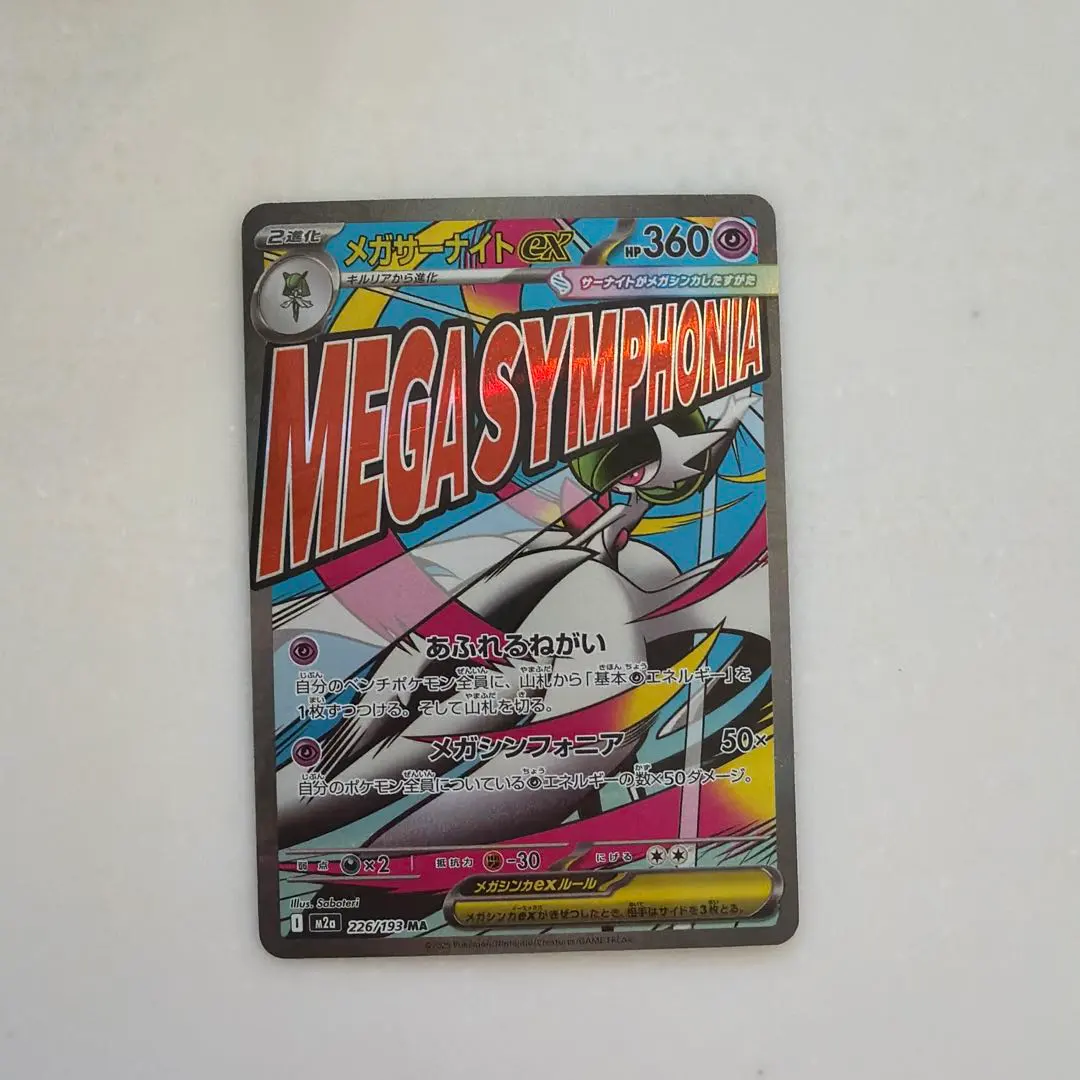 2進化 メガサーナイトex HP360
キルリアから進化 サーナイトがメガシンカしたすがた
MEGA SYMPHONIA
あふれるねがい
自分のベンチポケモン全員に、山札から「基本エネルギー」を
1枚ずつつける。そして山札を切る。
メガシンフォニア 50×
自分のポケモン全員についているエネルギーの数×50ダメージ。
弱点 ×2 抵抗力 -30 にげる
メガシンカexルール
メガシンカexがきぜつしたとき、相手はサイドを3枚とる。
Illus. Saboteri
I M2a 226/193 MA
©2025 Pokémon/Nintendo/Creatures/GAME FREAK